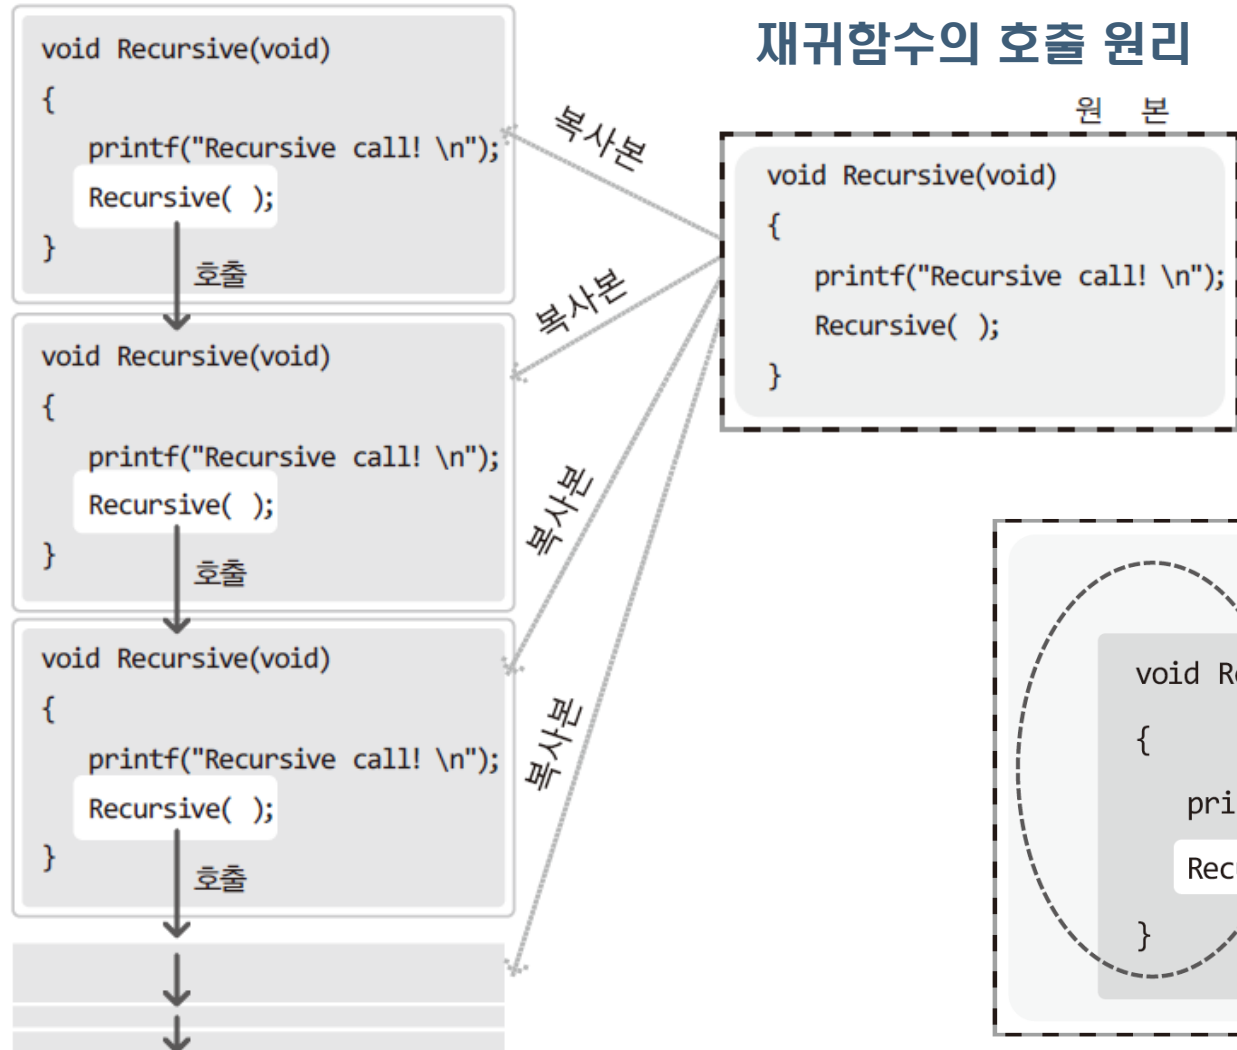 재귀함수의 호출 원리
void Recursive(void)
{
printf("Recursive call! \n");
Recursive( );
}
호출
void Recursive(void)
{
printf("Recursive call! \n");
Recursive( );
}
호출
void Recursive(void)
{
printf("Recursive call! \n");
Recursive( );
}
호출
복사본
복사본
복사본
복사본
원 본
void Recursive(void)
{
printf("Recursive call! \n");
Recursive( );
}
void R
{
pri
Rec
}